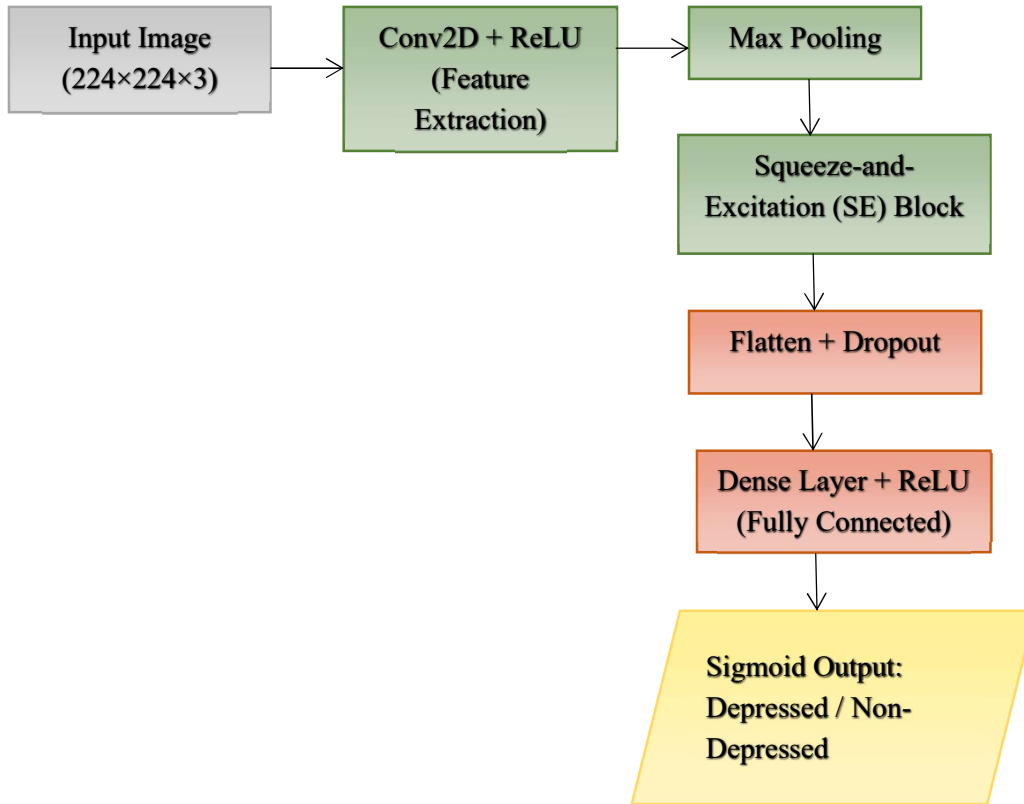 Input Image
(224×224×3)
Conv2D + ReLU
(Feature
Extraction)
Max Pooling
Squeeze-and-
Excitation (SE) Block
Flatten + Dropout
Dense Layer + ReLU
(Fully Connected)
Sigmoid Output:
Depressed / Non-
Depressed